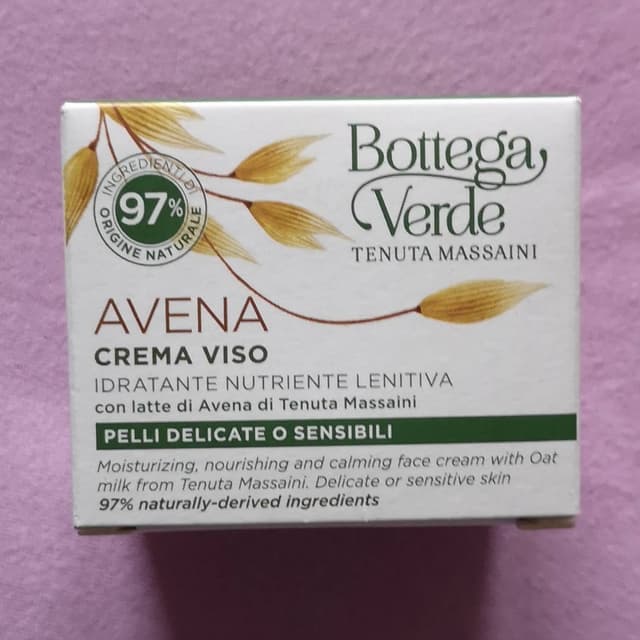 INGREDIENTI DI
97%
ORIGINE NATURALE
Bottega
Verde
TENUTA MASSAINI
AVENA
CREMA VISO
IDRATANTE NUTRIENTE LENITIVA
con latte di Avena di Tenuta Massaini
PELLI DELICATE O SENSIBILI
Moisturizing, nourishing and calming face cream with Oat
milk from Tenuta Massaini. Delicate or sensitive skin
97% naturally-derived ingredients